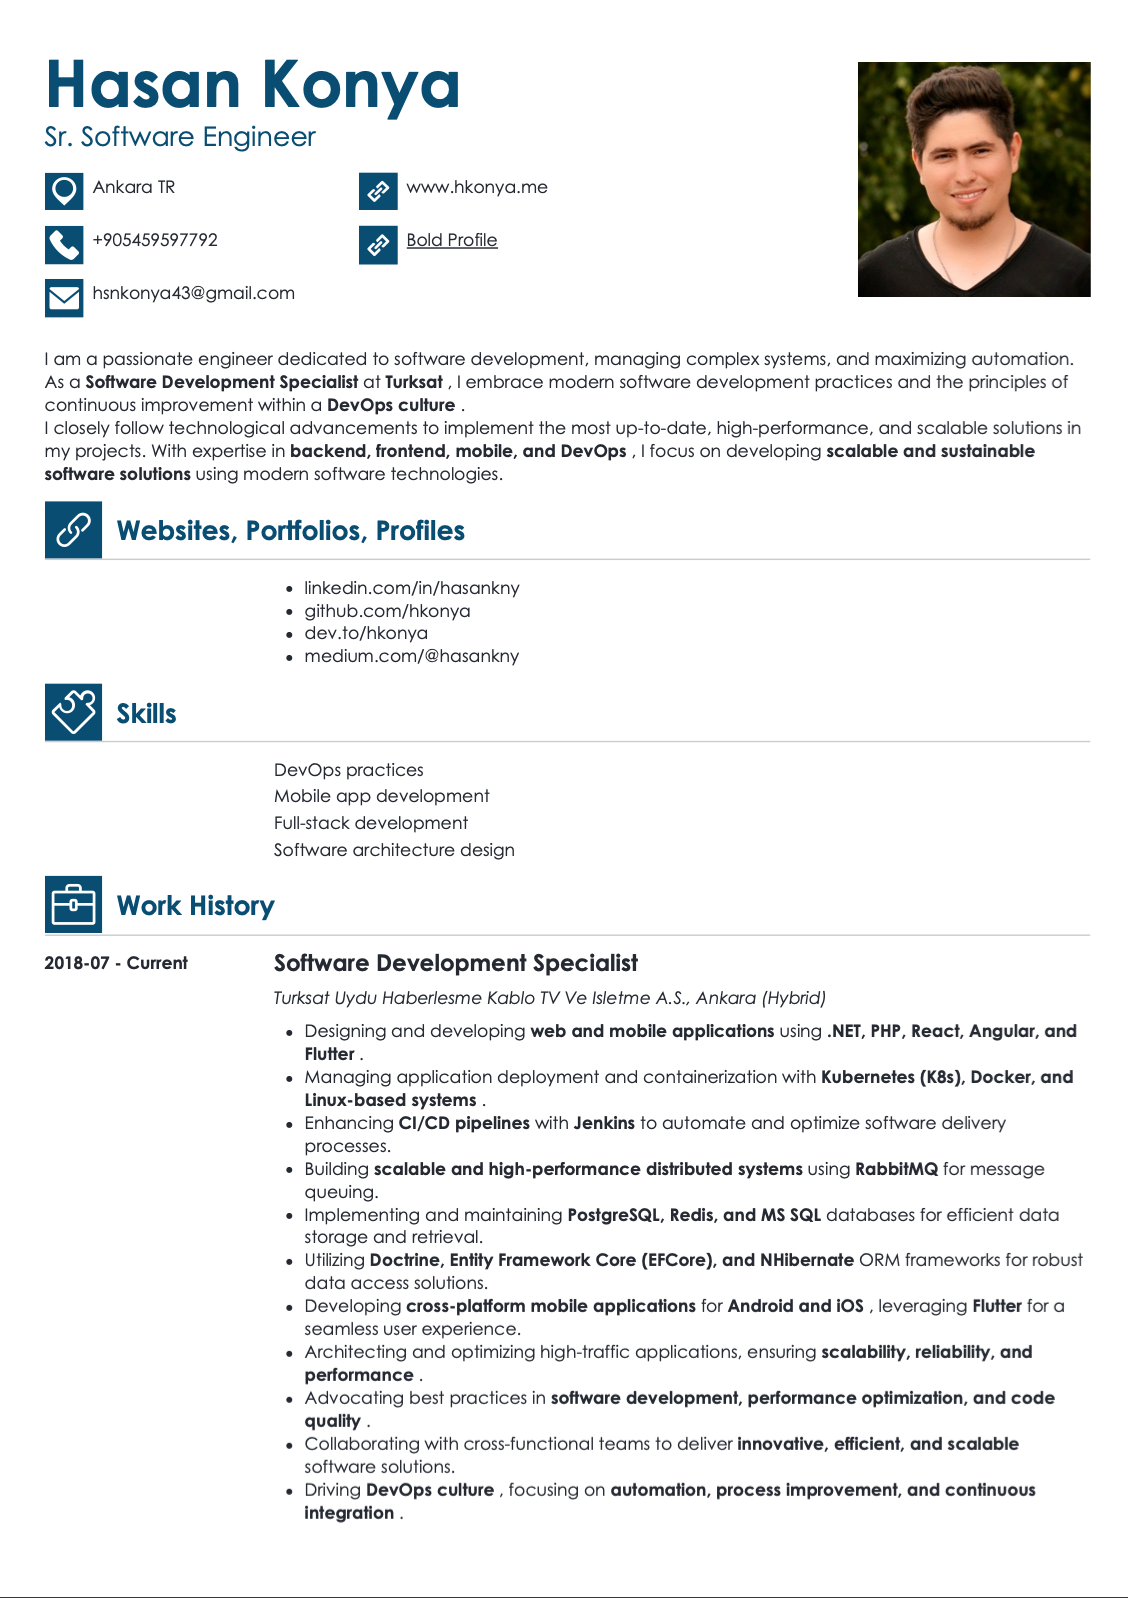 Hasan Konya
Sr. Software Engineer
Ankara TR
www.hkonya.me
+905459597792
Bold Profile
hsnkonya43@gmail.com
I am a passionate engineer dedicated to software development, managing complex systems, and maximizing automation.
As a Software Development Specialist at Turksat , I embrace modern software development practices and the principles of
continuous improvement within a DevOps culture .
I closely follow technological advancements to implement the most up-to-date, high-performance, and scalable solutions in
my projects. With expertise in backend, frontend, mobile, and DevOps , I focus on developing scalable and sustainable
software solutions using modern software technologies.
Websites, Portfolios, Profiles
• linkedin.com/in/hasankny
• github.com/hkonya
• dev.to/hkonya
• medium.com/@hasankny
Skills
DevOps practices
Mobile app development
Full-stack development
Software architecture design
Work History
2018-07 - Current
Software Development Specialist
Turksat Uydu Haberlesme Kablo TV Ve Isletme A.S., Ankara (Hybrid)
• Designing and developing web and mobile applications using .NET, PHP, React, Angular, and
Flutter .
• Managing application deployment and containerization with Kubernetes (K8s), Docker, and
Linux-based systems .
• Enhancing CI/CD pipelines with Jenkins to automate and optimize software delivery
processes.
• Building scalable and high-performance distributed systems using RabbitMQ for message
queuing.
• Implementing and maintaining PostgreSQL, Redis, and MS SQL databases for efficient data
storage and retrieval.
• Utilizing Doctrine, Entity Framework Core (EFCore), and NHibernate ORM frameworks for robust
data access solutions.
• Developing cross-platform mobile applications for Android and iOS , leveraging Flutter for a
seamless user experience.
• Architecting and optimizing high-traffic applications, ensuring scalability, reliability, and
performance .
• Advocating best practices in software development, performance optimization, and code
quality .
• Collaborating with cross-functional teams to deliver innovative, efficient, and scalable
software solutions.
• Driving DevOps culture , focusing on automation, process improvement, and continuous
integration .